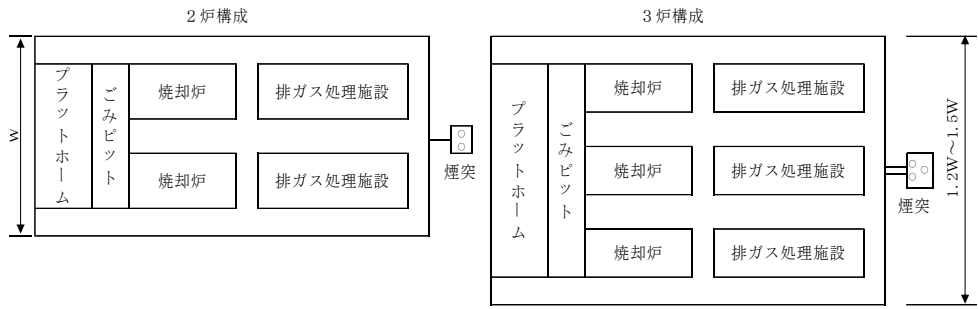 2炉構成
W
プラットホーム
ごみピット
焼却炉
排ガス処理施設
焼却炉
排ガス処理施設
煙突
3炉構成
プラットホーム
ごみピット
焼却炉
排ガス処理施設
焼却炉
排ガス処理施設
焼却炉
排ガス処理施設
煙突
1.2W～1.5W